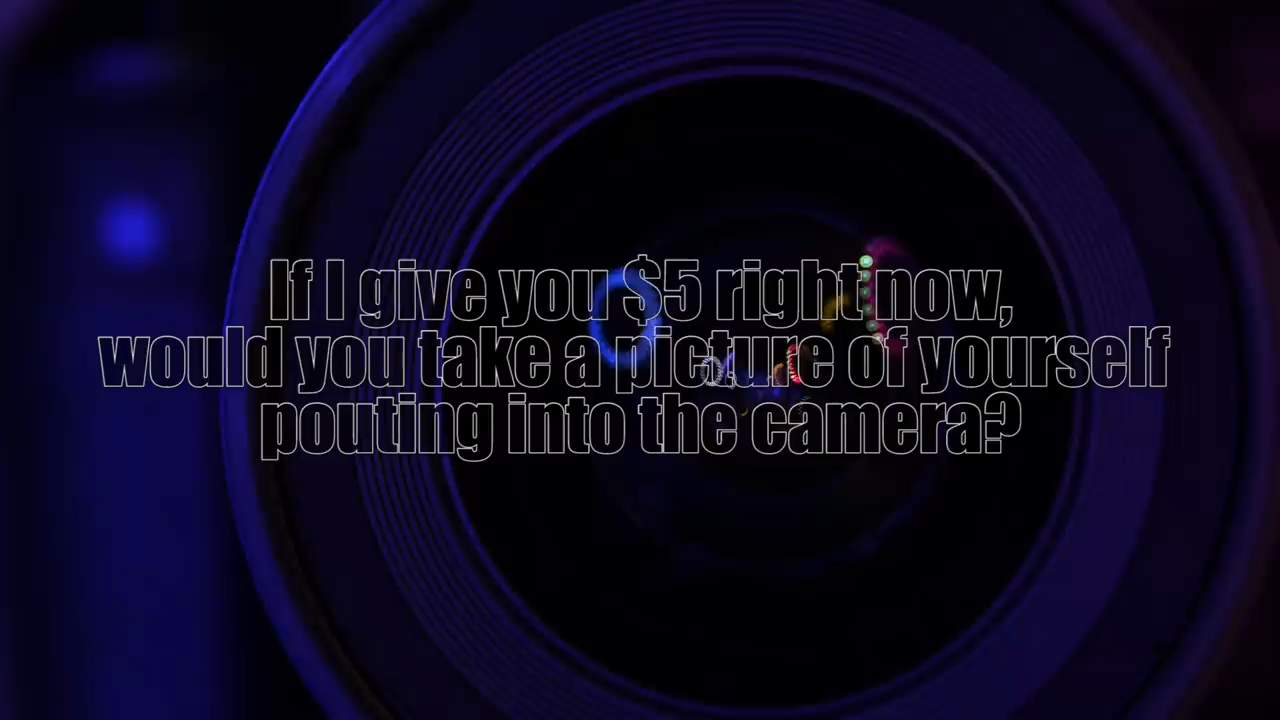 If I give you $5 right now,
would you take a picture of yourself
pouting into the camera?